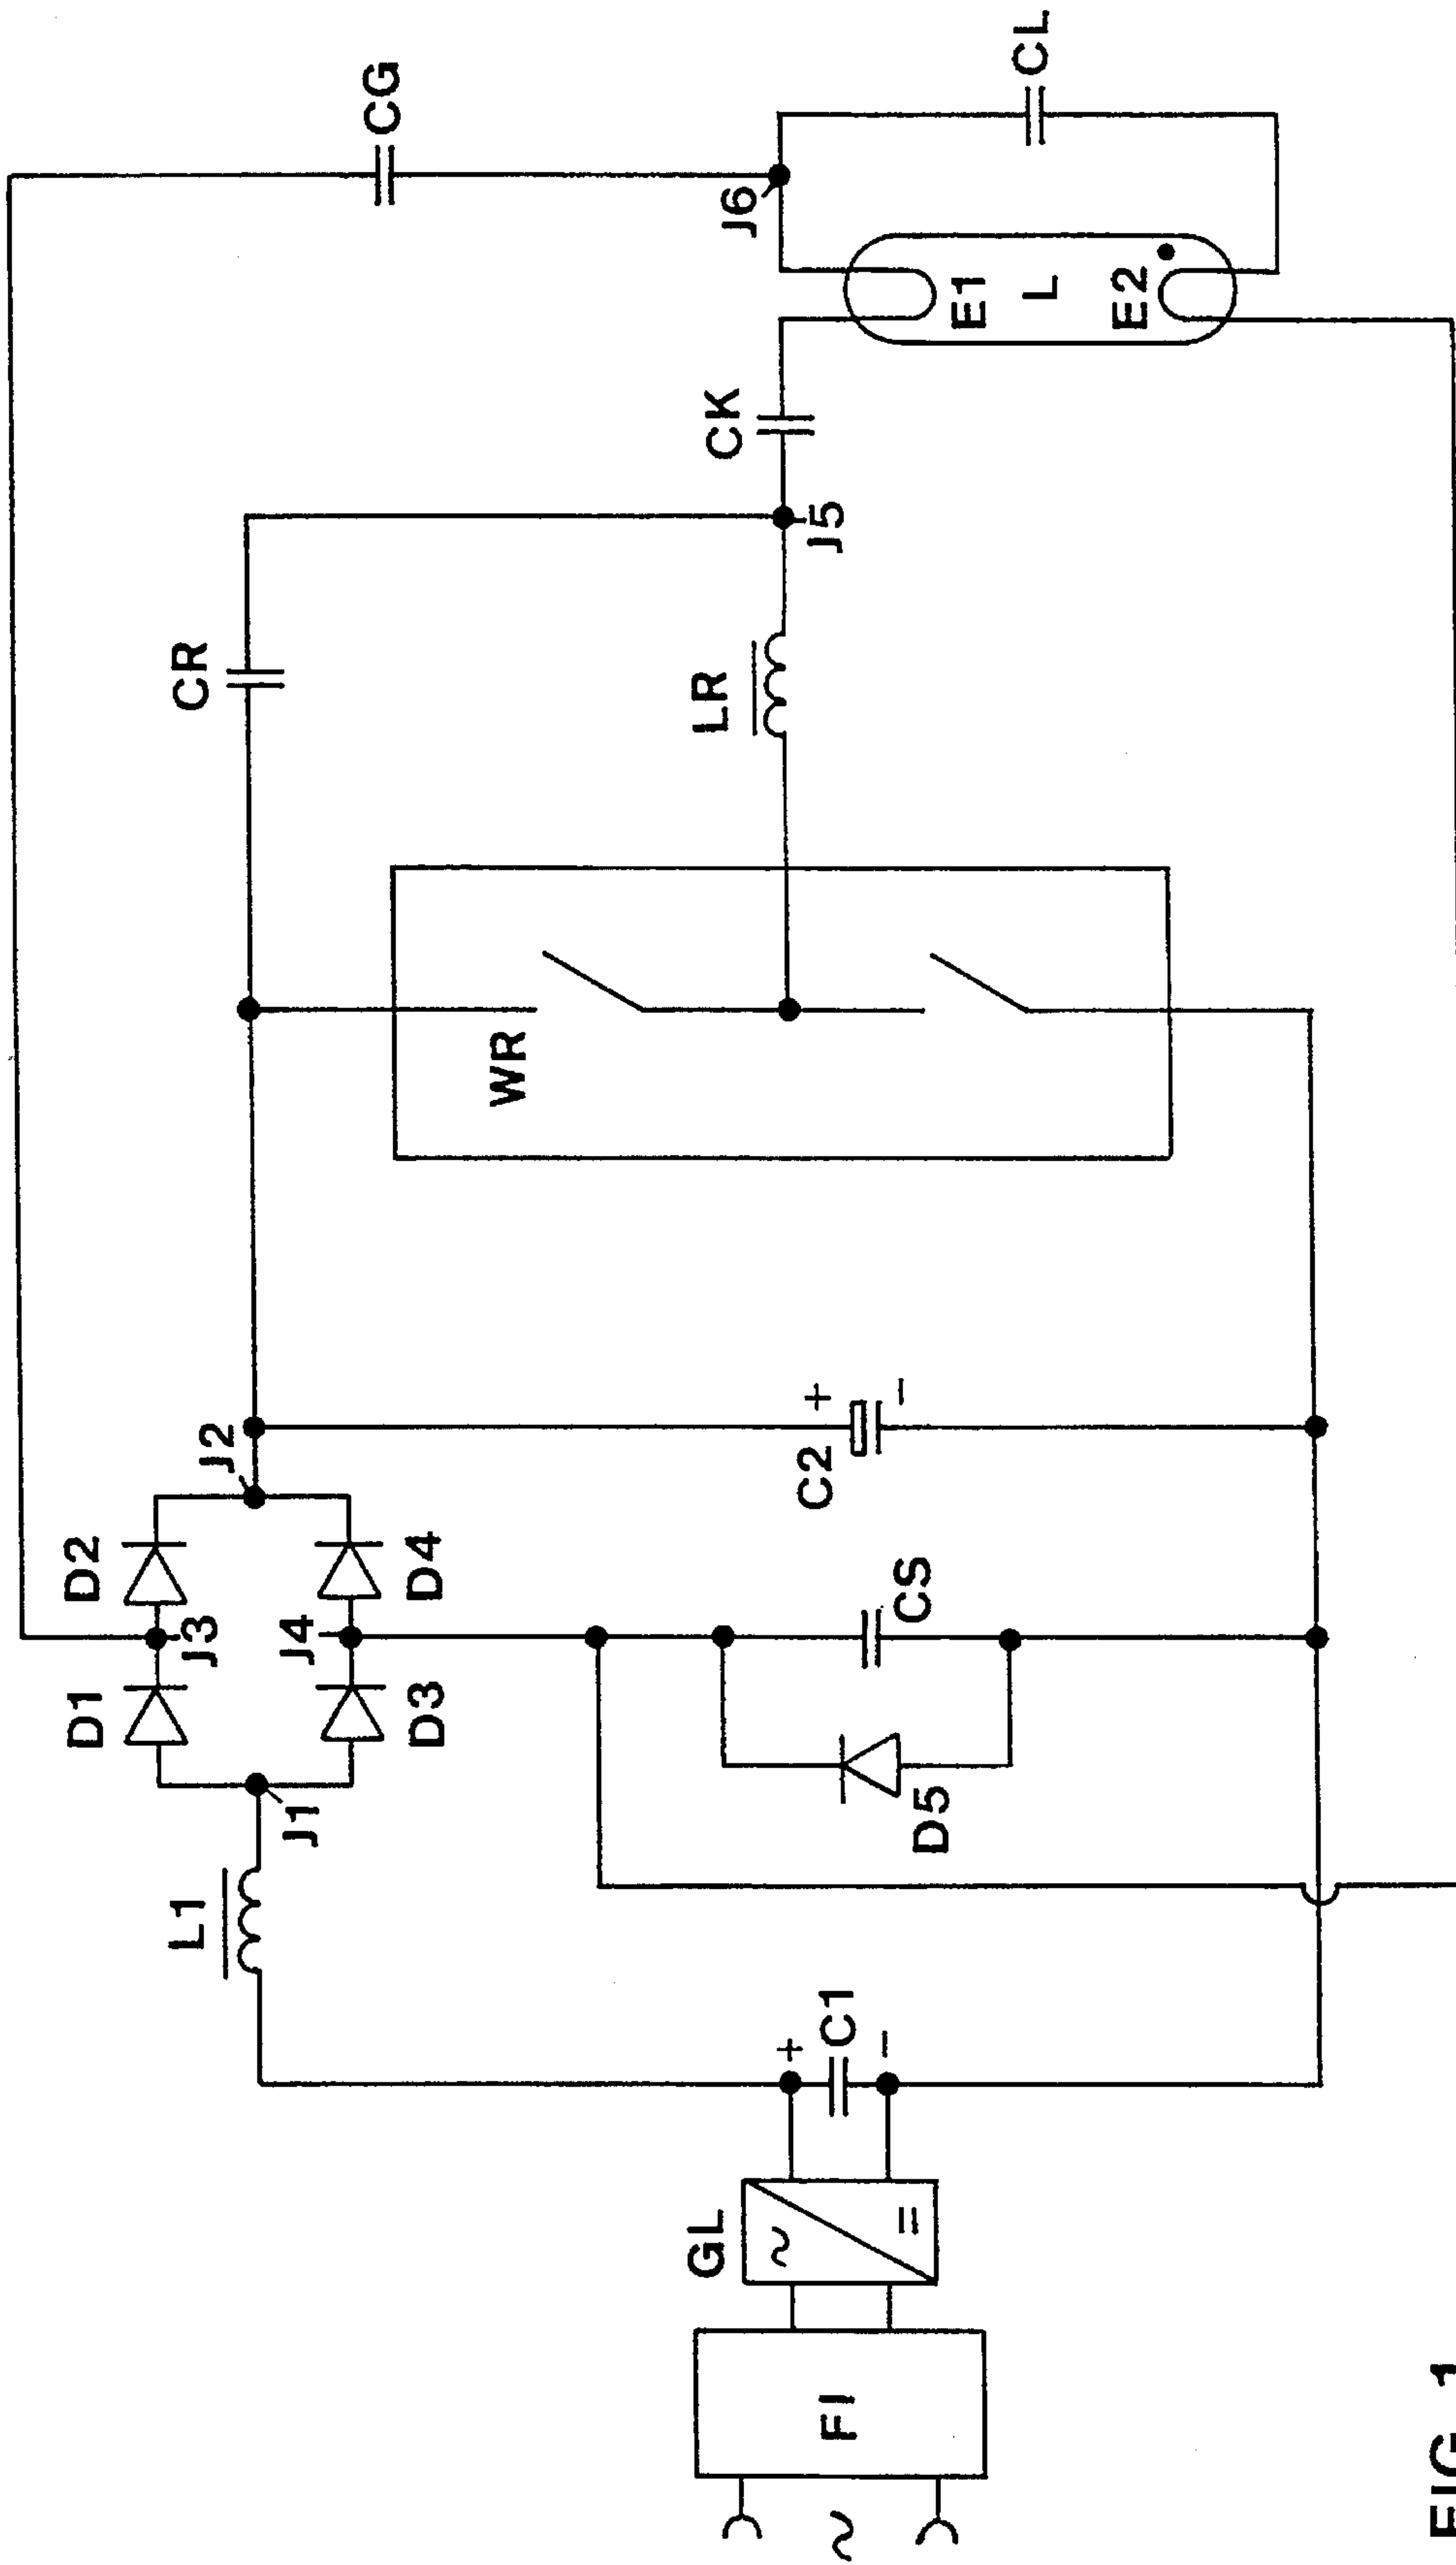 FI
GL
~
=
+
C1
−
L1
J1
D1
D2
J3
J4
D3
D4
J2
D5
CS
+
C2
−
WR
CR
LR
J5
CK
CG
J6
E1
L
E2
CL
~
FIG. 1